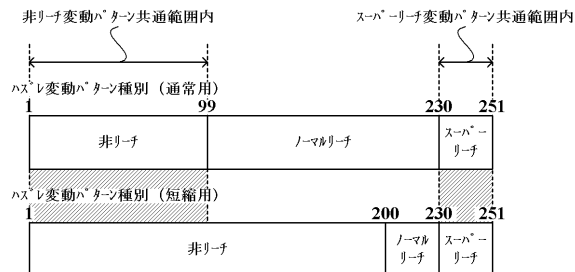 非リーチ変動パターン共通範囲内 スーパーリーチ変動パターン共通範囲内
ハズレ変動パターン種別（通常用）
1 99 230 251
非リーチ ノーマルリーチ スーパー
リーチ
ハズレ変動パターン種別（短縮用）
1 200 230 251
非リーチ ノーマル
リーチ スーパー
リーチ